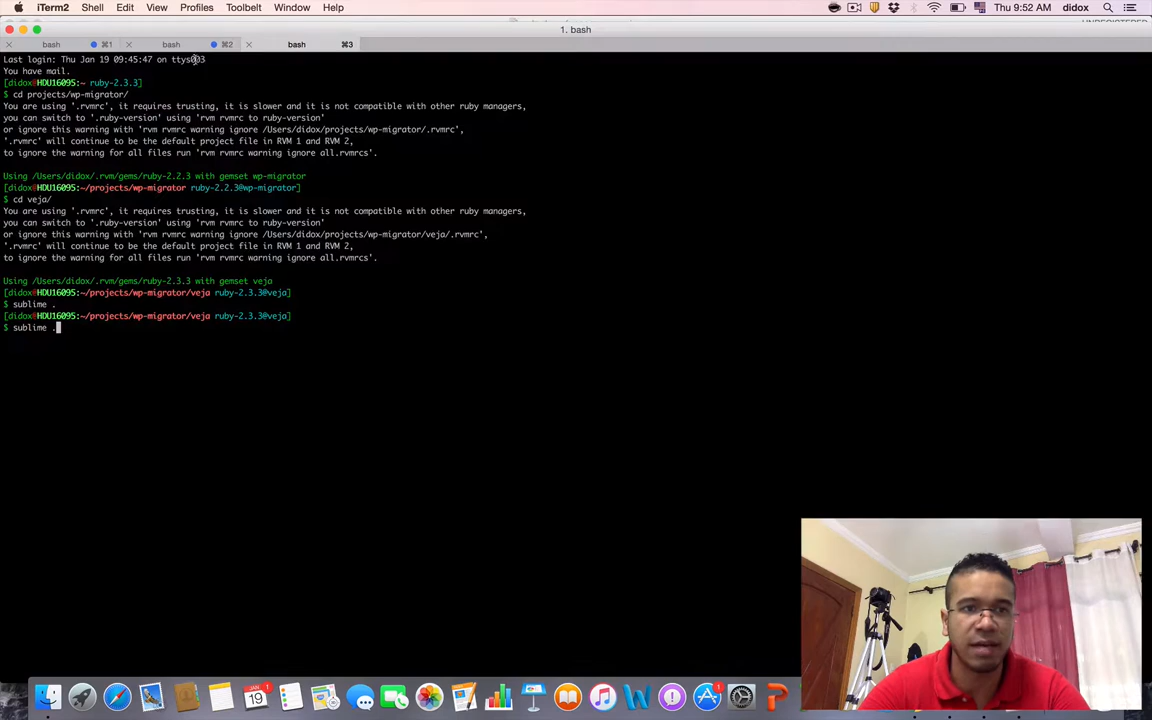 iTerm2 Shell Edit View Profiles Toolbelt Window Help Thu 9:52 AM didox
1. bash
bash ⌘1 bash ⌘2 bash ⌘3
Last login: Thu Jan 19 09:45:47 on ttys003
You have mail.
[didox@HDU16095:~ ruby-2.3.3]
$ cd projects/wp-migrator/
You are using '.rvmrc', it requires trusting, it is slower and it is not compatible with other ruby managers,
you can switch to '.ruby-version' using 'rvm rvmrc to ruby-version'
or ignore this warning with 'rvm rvmrc warning ignore /Users/didox/projects/wp-migrator/.rvmrc',
'.rvmrc' will continue to be the default project file in RVM 1 and RVM 2,
to ignore the warning for all files run 'rvm rvmrc warning ignore all.rvmrcs'.
Using /Users/didox/.rvm/gems/ruby-2.2.3 with gemset wp-migrator
[didox@HDU16095:~/projects/wp-migrator ruby-2.2.3@wp-migrator]
$ cd veja/
You are using '.rvmrc', it requires trusting, it is slower and it is not compatible with other ruby managers,
you can switch to '.ruby-version' using 'rvm rvmrc to ruby-version'
or ignore this warning with 'rvm rvmrc warning ignore /Users/didox/projects/wp-migrator/veja/.rvmrc',
'.rvmrc' will continue to be the default project file in RVM 1 and RVM 2,
to ignore the warning for all files run 'rvm rvmrc warning ignore all.rvmrcs'.
Using /Users/didox/.rvm/gems/ruby-2.3.3 with gemset veja
[didox@HDU16095:~/projects/wp-migrator/veja ruby-2.3.3@veja]
$ sublime .
[didox@HDU16095:~/projects/wp-migrator/veja ruby-2.3.3@veja]
$ sublime .
JAN
19